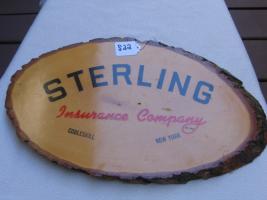 822
STERLING
Insurance Company
COBLESKILL NEW YORK